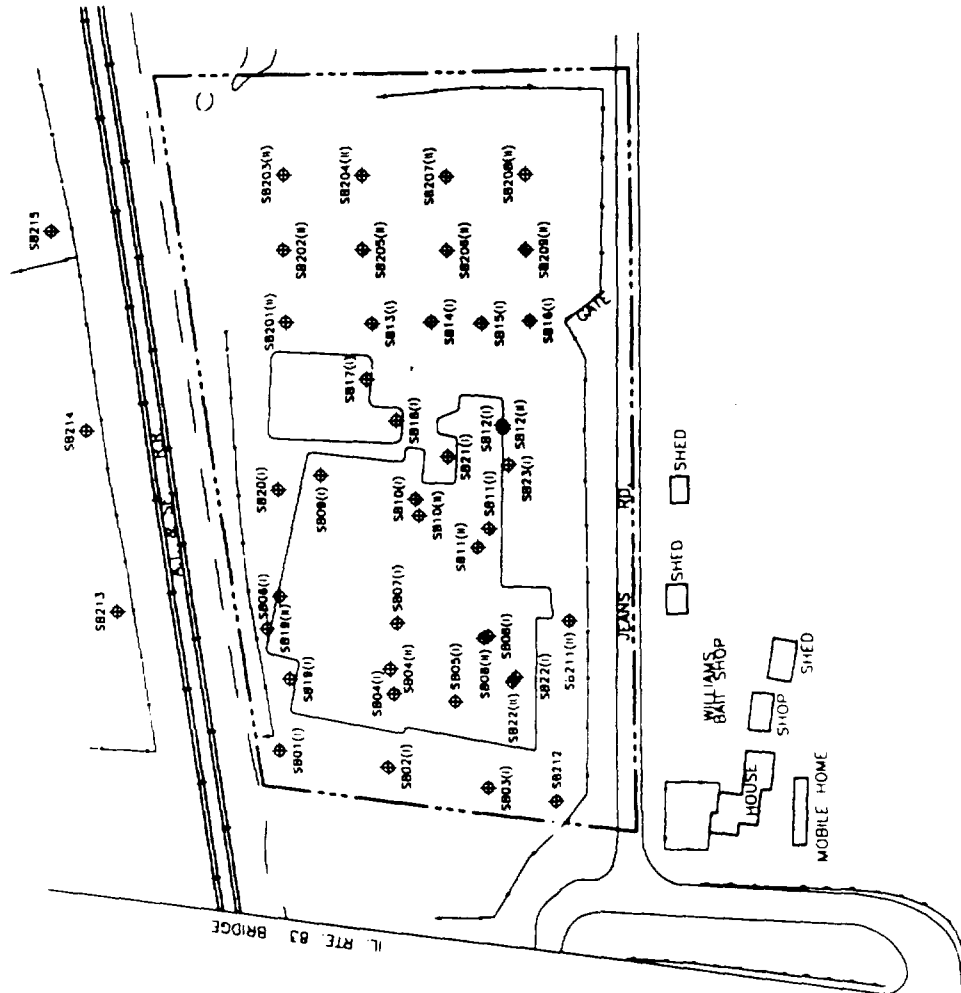 SB215
SB214
SB213
SB203(II)
SB204(II)
SB207(II)
SB208(II)
SB202(II)
SB205(II)
SB206(II)
SB209(II)
SB201(II)
SB13(I)
SB14(I)
SB15(I)
SB16(I)
GATE
SB17(I)
SB18(I)
SB12(I)
SB12(II)
SB21(I)
SB23(I)
SB20(I)
SB09(I)
SB10(I)
SB10(II)
SB11(I)
SB11(II)
SB06(I)
SB19(II)
SB07(I)
SB19(I)
SB04(I)
SB04(II)
SB05(I)
SB08(II)
SB08(I)
SB22(I)
SB22(II)
SB211(II)
SB01(I)
SB02(I)
SB03(I)
SB212
R.R.
JEANS RD.
SHED
SHED
SHED
WILLIAMS
BAIT SHOP
SHOP
HOUSE
MOBILE HOME
IL. RTE. 83 BRIDGE